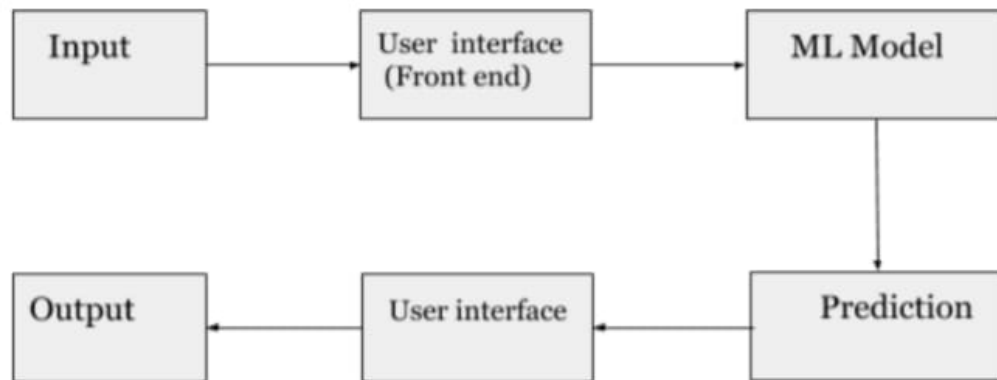 Input
User interface
(Front end)
ML Model
Output
User interface
Prediction